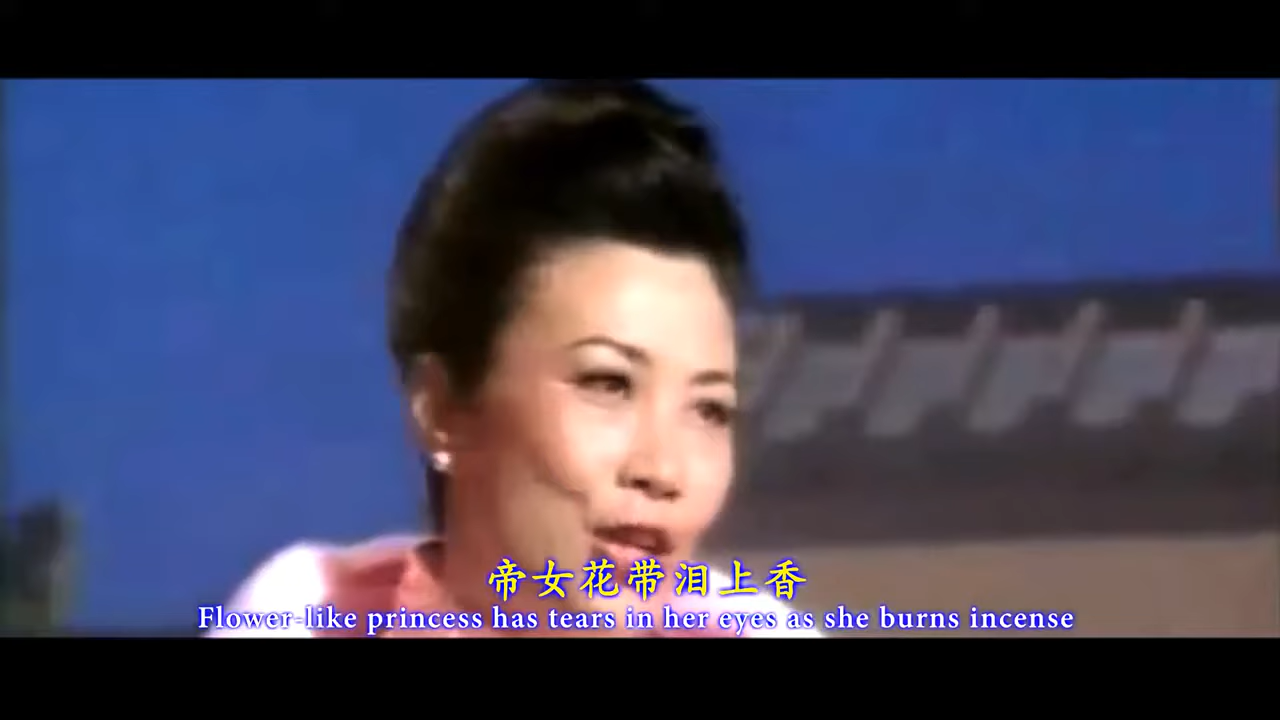 帝女花带泪上香
Flower-like princess has tears in her eyes as she burns incense